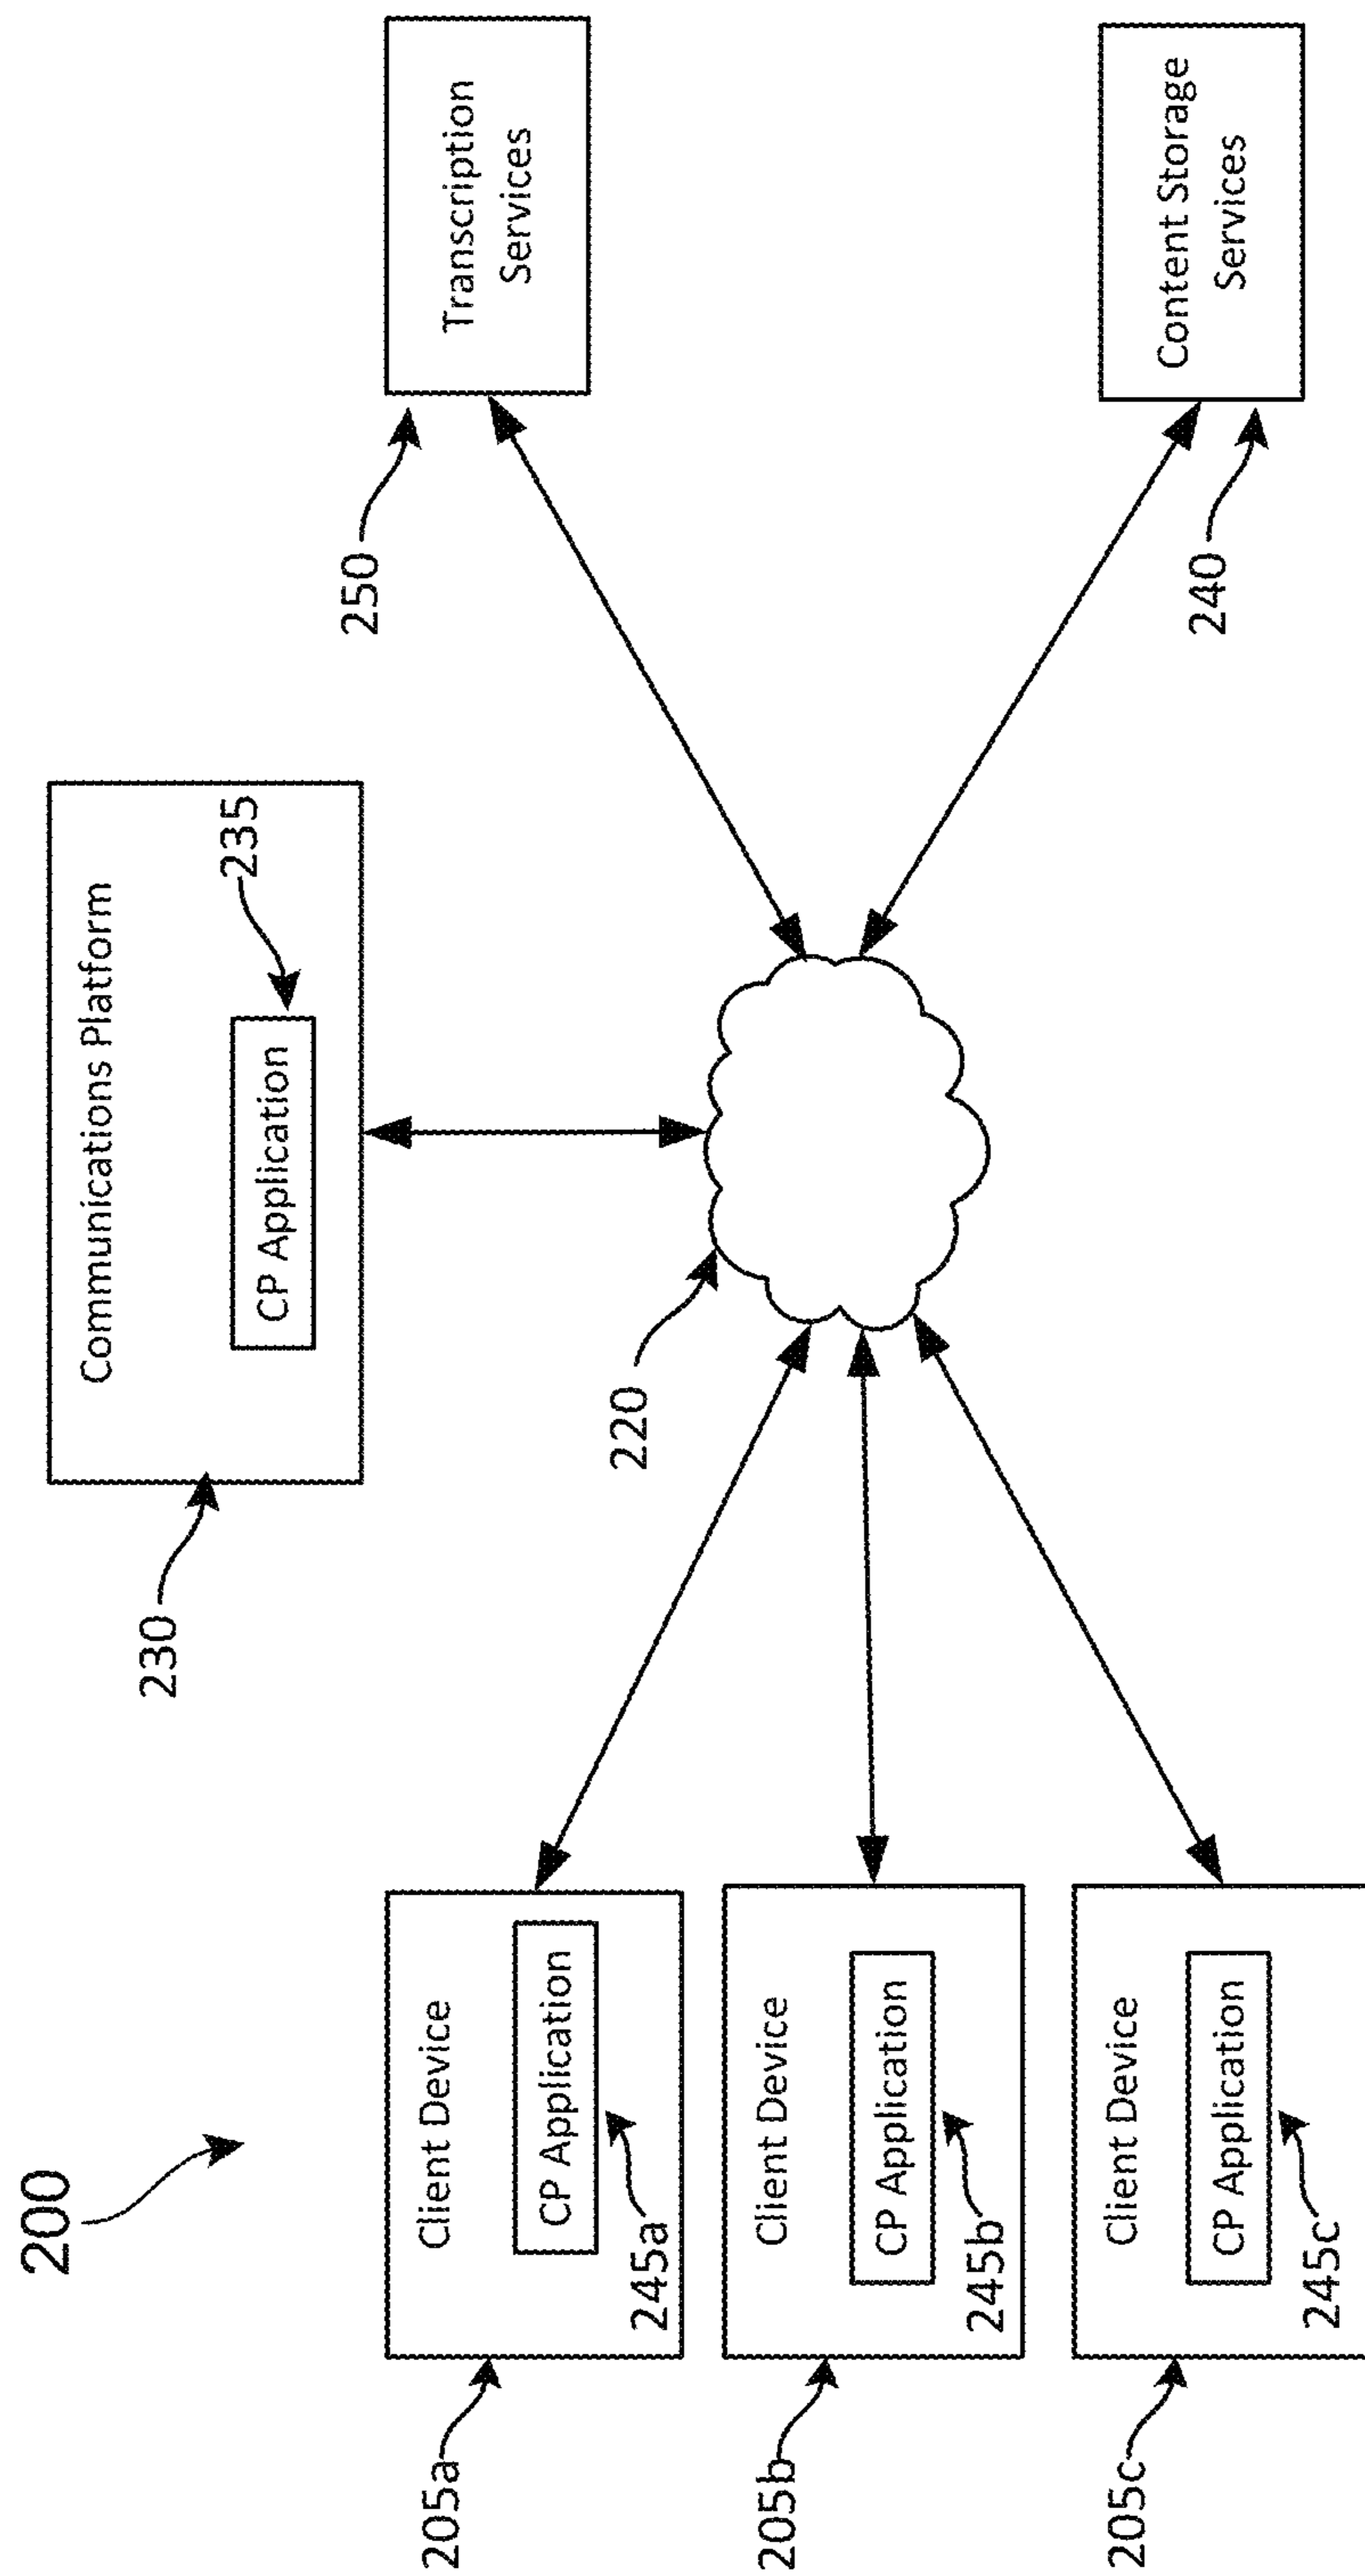 200
Communications Platform
CP Application
235
230
Transcription
Services
250
220
Client Device
CP Application
245a
205a
Client Device
CP Application
245b
205b
Client Device
CP Application
245c
205c
Content Storage
Services
240